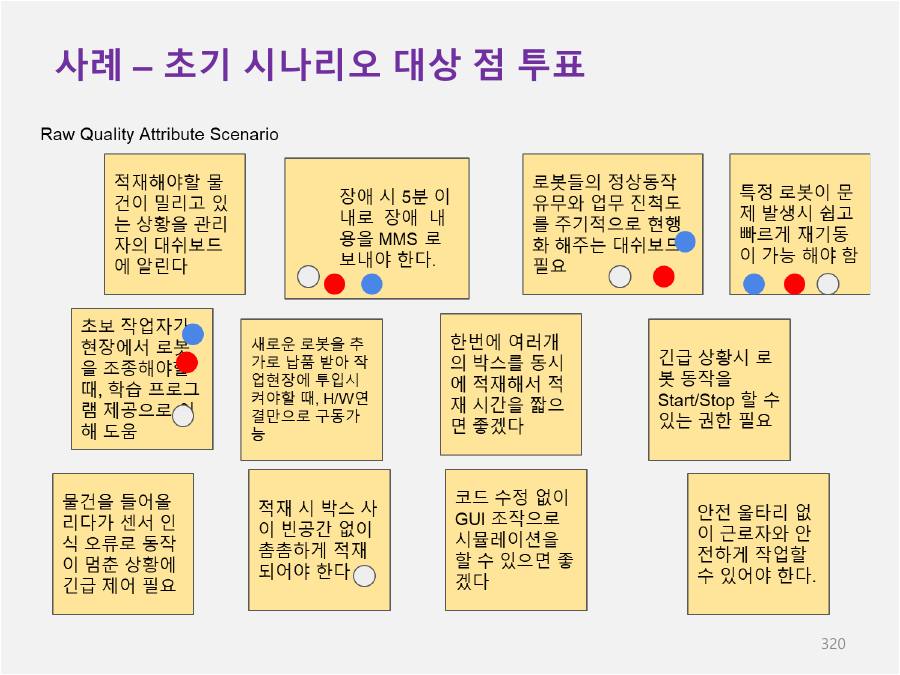 사례 – 초기 시나리오 대상 점 투표
Raw Quality Attribute Scenario
적재해야할 물
건이 밀리고 있
는 상황을 관리
자의 대쉬보드
에 알린다
장애 시 5분 이
내로 장애 내
용을 MMS 로
보내야 한다.
로봇들의 정상동작
유무와 업무 진척도
를 주기적으로 현행
화 해주는 대쉬보드
필요
특정 로봇이 문
제 발생시 쉽고
빠르게 재기동
이 가능 해야 함
초보 작업자가
현장에서 로봇
을 조종해야할
때, 학습 프로그
램 제공으로
해 도움
새로운 로봇을 추
가로 납품 받아 작
업현장에 투입시
켜야할 때, H/W연
결만으로 구동가
능
한번에 여러개
의 박스를 동시
에 적재해서 적
재 시간을 짧으
면 좋겠다
긴급 상황시 로
봇 동작을
Start/Stop 할 수
있는 권한 필요
물건을 들어올
리다가 센서 인
식 오류로 동작
이 멈춘 상황에
긴급 제어 필요
적재 시 박스 사
이 빈공간 없이
촘촘하게 적재
되어야 한다
코드 수정 없이
GUI 조작으로
시뮬레이션을
할 수 있으면 좋
겠다
안전 울타리 없
이 근로자와 안
전하게 작업할
수 있어야 한다.
320